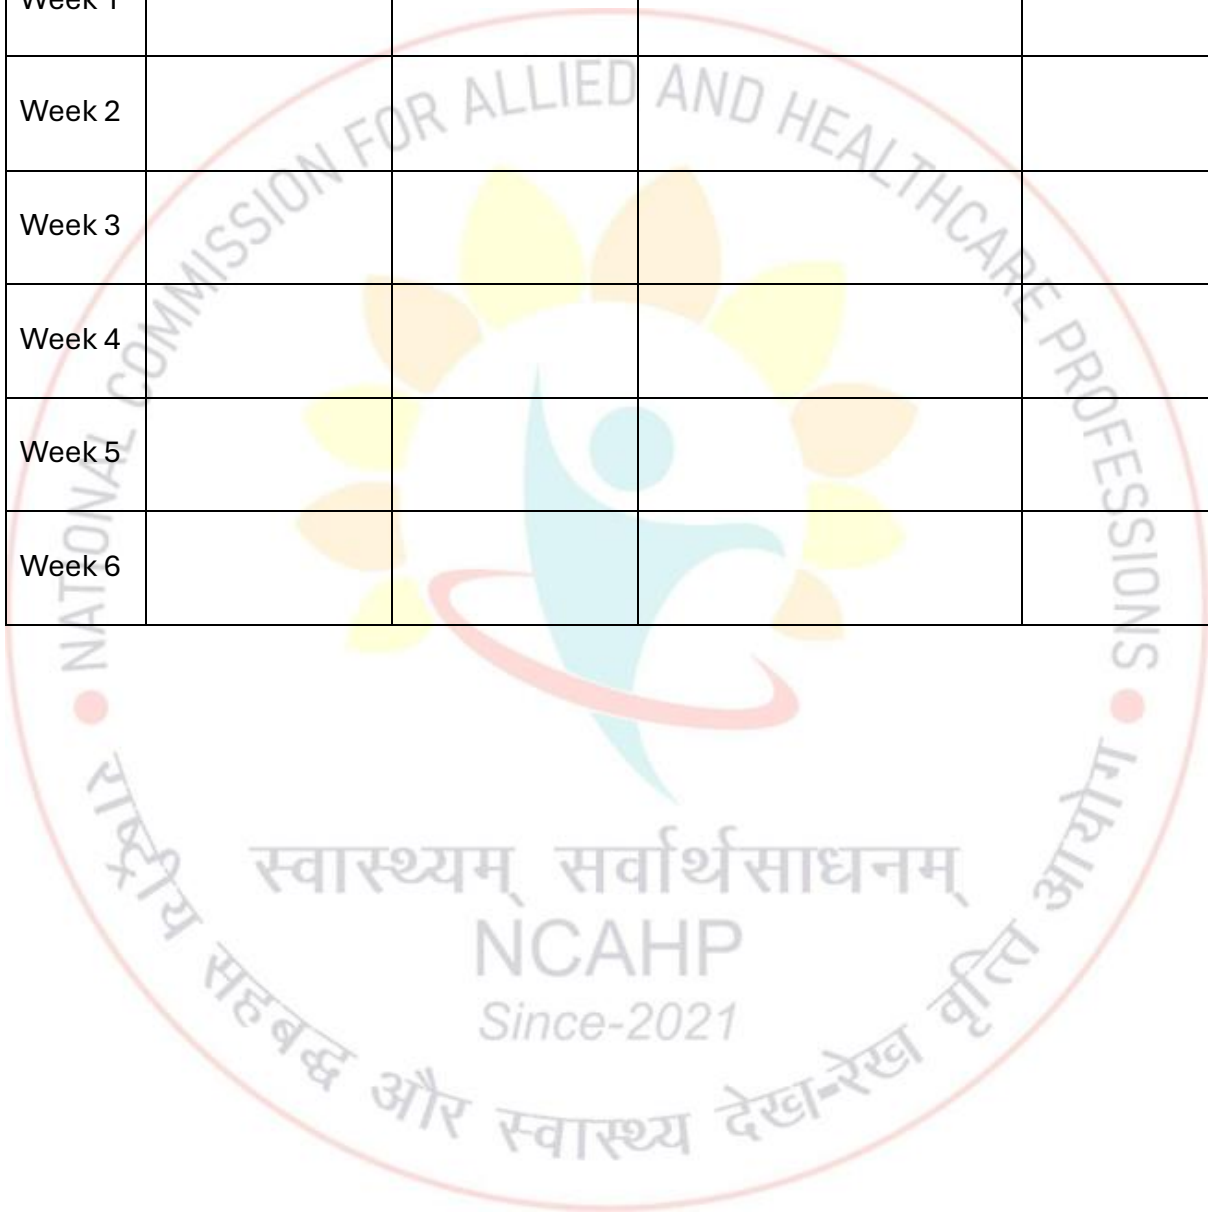 Week 1
Week 2
Week 3
Week 4
Week 5
Week 6
NATIONAL COMMISSION FOR ALLIED AND HEALTHCARE PROFESSIONS
स्वास्थ्यम् सर्वार्थसाधनम्
NCAHP
Since-2021
राष्ट्रीय सहबद्ध और स्वास्थ्य देख-रेख वृत्ति आयोग